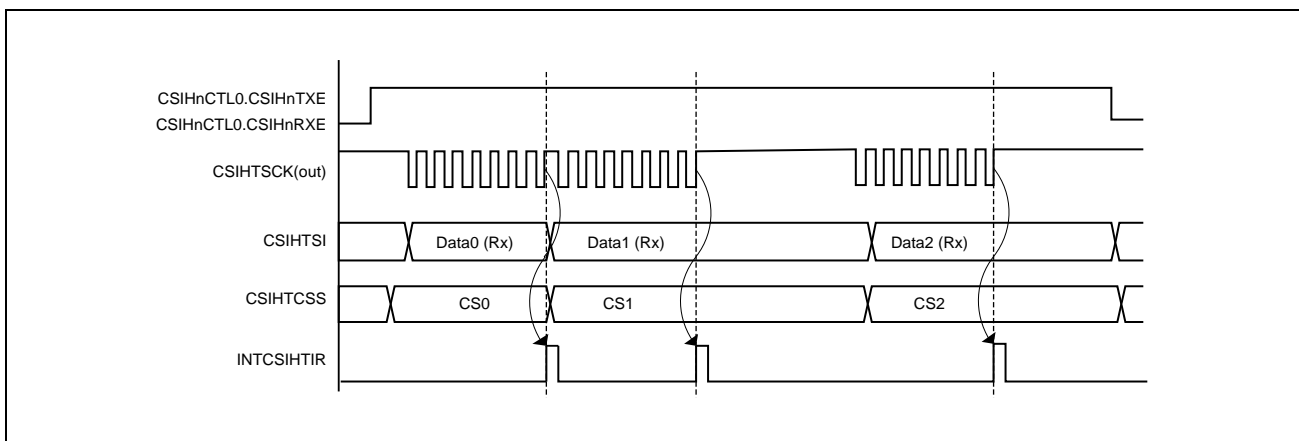 CSIHnCTL0.CSIHnTXE
CSIHnCTL0.CSIHnRXE
CSIHTSCK(out)
CSIHTSI
Data0 (Rx)
Data1 (Rx)
Data2 (Rx)
CSIHTCSS
CS0
CS1
CS2
INTCSIHTIR